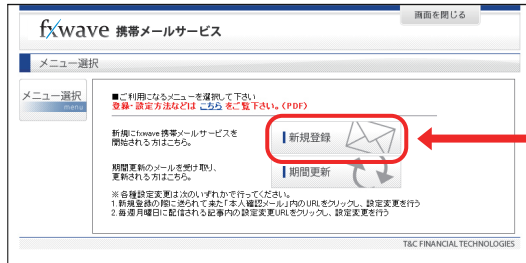 画面を閉じる
fxwave 携帯メールサービス
メニュー選択
メニュー選択
menu
■ご利用になるメニューを選択して下さい
登録・設定方法などは こちら をご覧下さい。(PDF)
新規にfxwave携帯メールサービスを
開始される方はこちら。
新規登録
期間更新のメールを受け取り、
更新される方はこちら。
期間更新
※各種設定変更は次のいずれかで行ってください。
1.新規登録の際に送られて来た「本人確認メール」内のURLをクリックし、設定変更を行う
2.毎週月曜日に配信される記事内の設定変更URLをクリックし、設定変更を行う
T&C FINANCIAL TECHNOLOGIES